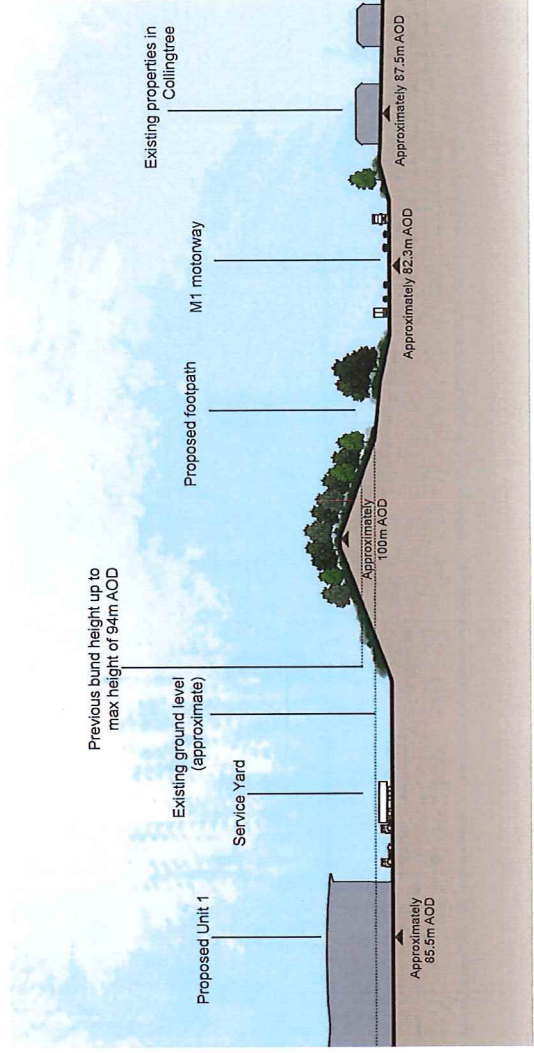 Previous bund height up to
max height of 94m AOD
Existing ground level
(approximate)
Service Yard
Proposed Unit 1
Proposed footpath
M1 motorway
Existing properties in
Collingtree
Approximately
85.5m AOD
Approximately
100m AOD
Approximately 82.3m AOD
Approximately 87.5m AOD